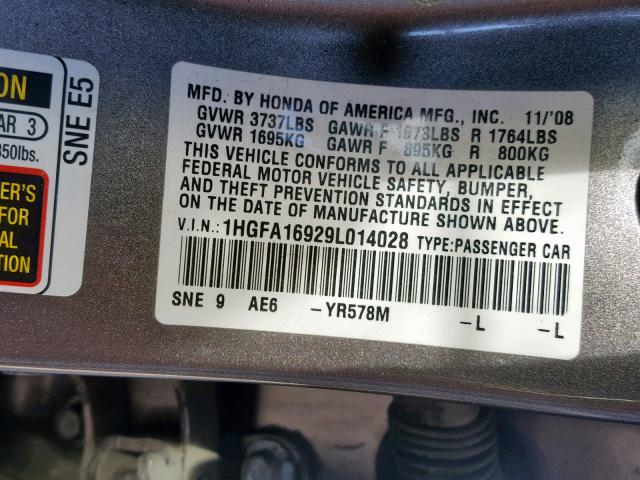 ON
AR 3
850lbs.
ER'S
FOR
AL
TION
SNE E5
MFD. BY HONDA OF AMERICA MFG., INC. 11/'08
GVWR 3737LBS GAWR F 1973LBS R 1764LBS
GVWR 1695KG GAWR F 895KG R 800KG
THIS VEHICLE CONFORMS TO ALL APPLICABLE
FEDERAL MOTOR VEHICLE SAFETY, BUMPER,
AND THEFT PREVENTION STANDARDS IN EFFECT
ON THE DATE OF MANUFACTURE SHOWN ABOVE.
V.I.N.: 1HGFA16929L014028 TYPE:PASSENGER CAR
SNE 9 AE6 -YR578M -L -L